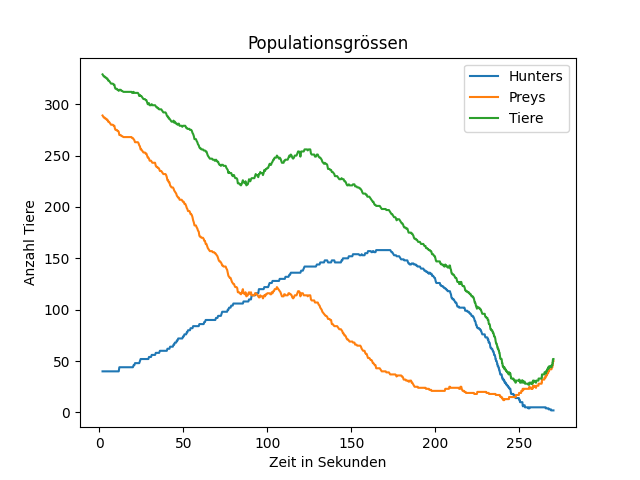 Populationsgrössen
Hunters
Preys
Tiere
Anzahl Tiere
300
250
200
150
100
50
0
0 50 100 150 200 250
Zeit in Sekunden